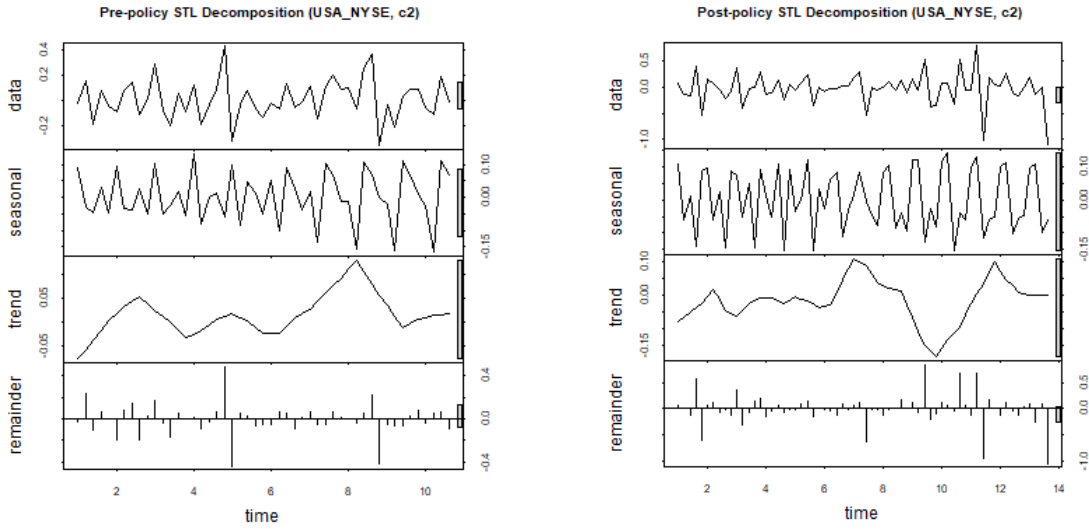 Pre-policy STL Decomposition (USA_NYSE, c2)
data
-0.2 0.2 0.4
seasonal
-0.15 0.00 0.10
trend
-0.05 0.05
remainder
-0.4 0.0 0.4
2 4 6 8 10
time
Post-policy STL Decomposition (USA_NYSE, c2)
data
-1.0 0.0 0.5
seasonal
-0.15 0.00 0.10
trend
-0.15 0.00 0.10
remainder
-1.0 0.0 0.5
2 4 6 8 10 12 14
time